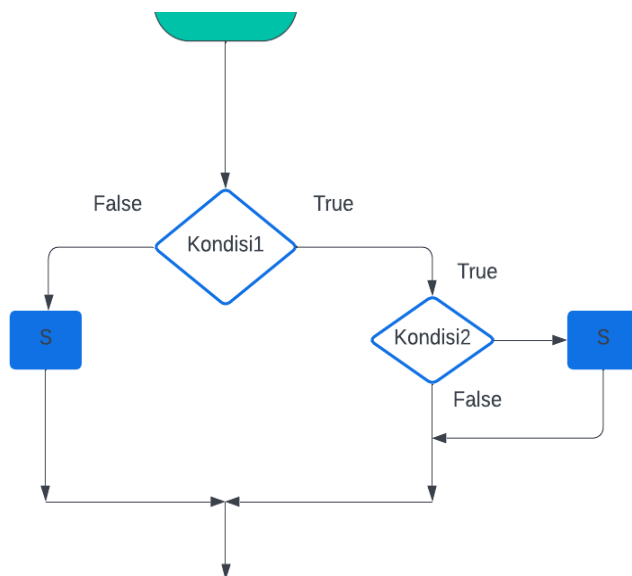 False
True
Kondisi1
True
S
Kondisi2
S
False